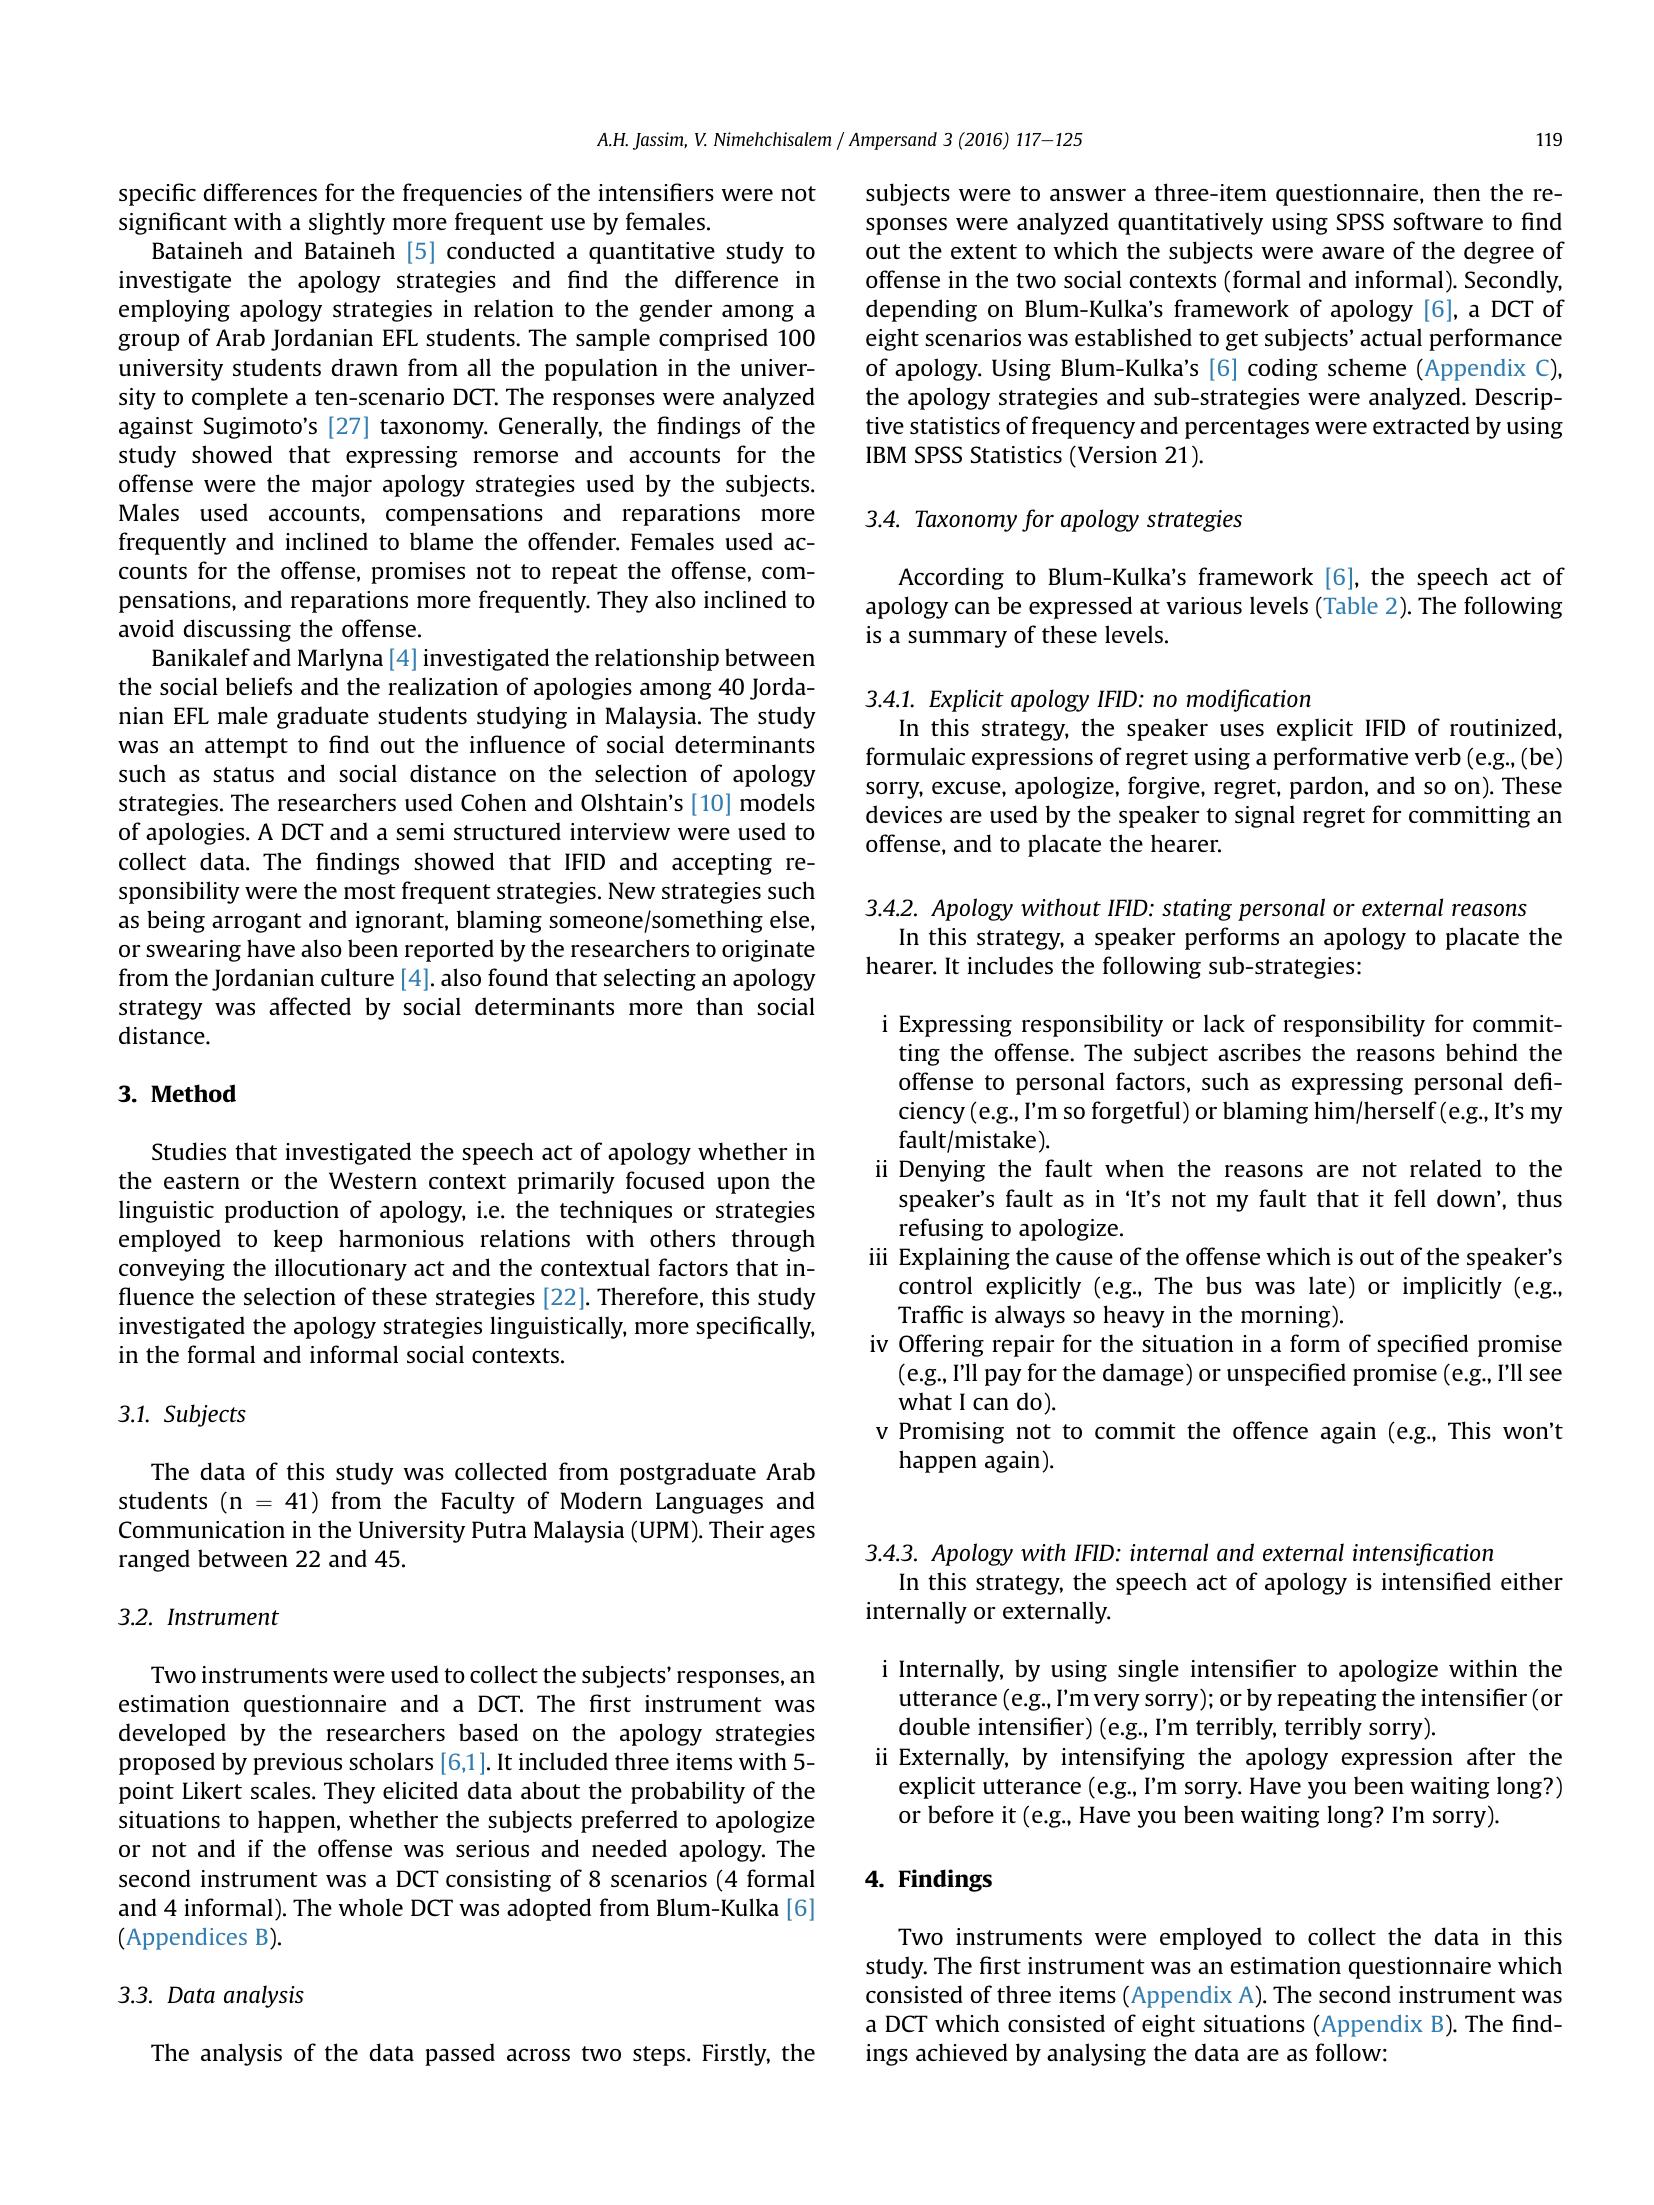 A.H. Jassim, V. Nimehchisalem / Ampersand 3 (2016) 117–125
119
specific differences for the frequencies of the intensifiers were not
significant with a slightly more frequent use by females.
Bataineh and Bataineh [5] conducted a quantitative study to
investigate the apology strategies and find the difference in
employing apology strategies in relation to the gender among a
group of Arab Jordanian EFL students. The sample comprised 100
university students drawn from all the population in the univer-
sity to complete a ten-scenario DCT. The responses were analyzed
against Sugimoto's [27] taxonomy. Generally, the findings of the
study showed that expressing remorse and accounts for the
offense were the major apology strategies used by the subjects.
Males used accounts, compensations and reparations more
frequently and inclined to blame the offender. Females used ac-
counts for the offense, promises not to repeat the offense, com-
pensations, and reparations more frequently. They also inclined to
avoid discussing the offense.
Banikalef and Marlyna [4] investigated the relationship between
the social beliefs and the realization of apologies among 40 Jorda-
nian EFL male graduate students studying in Malaysia. The study
was an attempt to find out the influence of social determinants
such as status and social distance on the selection of apology
strategies. The researchers used Cohen and Olshtain's [10] models
of apologies. A DCT and a semi structured interview were used to
collect data. The findings showed that IFID and accepting re-
sponsibility were the most frequent strategies. New strategies such
as being arrogant and ignorant, blaming someone/something else,
or swearing have also been reported by the researchers to originate
from the Jordanian culture [4]. also found that selecting an apology
strategy was affected by social determinants more than social
distance.
3. Method
Studies that investigated the speech act of apology whether in
the eastern or the Western context primarily focused upon the
linguistic production of apology, i.e. the techniques or strategies
employed to keep harmonious relations with others through
conveying the illocutionary act and the contextual factors that in-
fluence the selection of these strategies [22]. Therefore, this study
investigated the apology strategies linguistically, more specifically,
in the formal and informal social contexts.
3.1. Subjects
The data of this study was collected from postgraduate Arab
students (n = 41) from the Faculty of Modern Languages and
Communication in the University Putra Malaysia (UPM). Their ages
ranged between 22 and 45.
3.2. Instrument
Two instruments were used to collect the subjects' responses, an
estimation questionnaire and a DCT. The first instrument was
developed by the researchers based on the apology strategies
proposed by previous scholars [6,1]. It included three items with 5-
point Likert scales. They elicited data about the probability of the
situations to happen, whether the subjects preferred to apologize
or not and if the offense was serious and needed apology. The
second instrument was a DCT consisting of 8 scenarios (4 formal
and 4 informal). The whole DCT was adopted from Blum-Kulka [6]
(Appendices B).
3.3. Data analysis
The analysis of the data passed across two steps. Firstly, the
subjects were to answer a three-item questionnaire, then the re-
sponses were analyzed quantitatively using SPSS software to find
out the extent to which the subjects were aware of the degree of
offense in the two social contexts (formal and informal). Secondly,
depending on Blum-Kulka's framework of apology [6], a DCT of
eight scenarios was established to get subjects' actual performance
of apology. Using Blum-Kulka's [6] coding scheme (Appendix C),
the apology strategies and sub-strategies were analyzed. Descrip-
tive statistics of frequency and percentages were extracted by using
IBM SPSS Statistics (Version 21).
3.4. Taxonomy for apology strategies
According to Blum-Kulka's framework [6], the speech act of
apology can be expressed at various levels (Table 2). The following
is a summary of these levels.
3.4.1. Explicit apology IFID: no modification
In this strategy, the speaker uses explicit IFID of routinized,
formulaic expressions of regret using a performative verb (e.g., (be)
sorry, excuse, apologize, forgive, regret, pardon, and so on). These
devices are used by the speaker to signal regret for committing an
offense, and to placate the hearer.
3.4.2. Apology without IFID: stating personal or external reasons
In this strategy, a speaker performs an apology to placate the
hearer. It includes the following sub-strategies:
i Expressing responsibility or lack of responsibility for commit-
ting the offense. The subject ascribes the reasons behind the
offense to personal factors, such as expressing personal defi-
ciency (e.g., I'm so forgetful) or blaming him/herself (e.g., It's my
fault/mistake).
ii Denying the fault when the reasons are not related to the
speaker's fault as in ‘It's not my fault that it fell down’, thus
refusing to apologize.
iii Explaining the cause of the offense which is out of the speaker's
control explicitly (e.g., The bus was late) or implicitly (e.g.,
Traffic is always so heavy in the morning).
iv Offering repair for the situation in a form of specified promise
(e.g., I'll pay for the damage) or unspecified promise (e.g., I'll see
what I can do).
v Promising not to commit the offence again (e.g., This won't
happen again).
3.4.3. Apology with IFID: internal and external intensification
In this strategy, the speech act of apology is intensified either
internally or externally.
i Internally, by using single intensifier to apologize within the
utterance (e.g., I'm very sorry); or by repeating the intensifier (or
double intensifier) (e.g., I'm terribly, terribly sorry).
ii Externally, by intensifying the apology expression after the
explicit utterance (e.g., I'm sorry. Have you been waiting long?)
or before it (e.g., Have you been waiting long? I'm sorry).
4. Findings
Two instruments were employed to collect the data in this
study. The first instrument was an estimation questionnaire which
consisted of three items (Appendix A). The second instrument was
a DCT which consisted of eight situations (Appendix B). The find-
ings achieved by analysing the data are as follow: